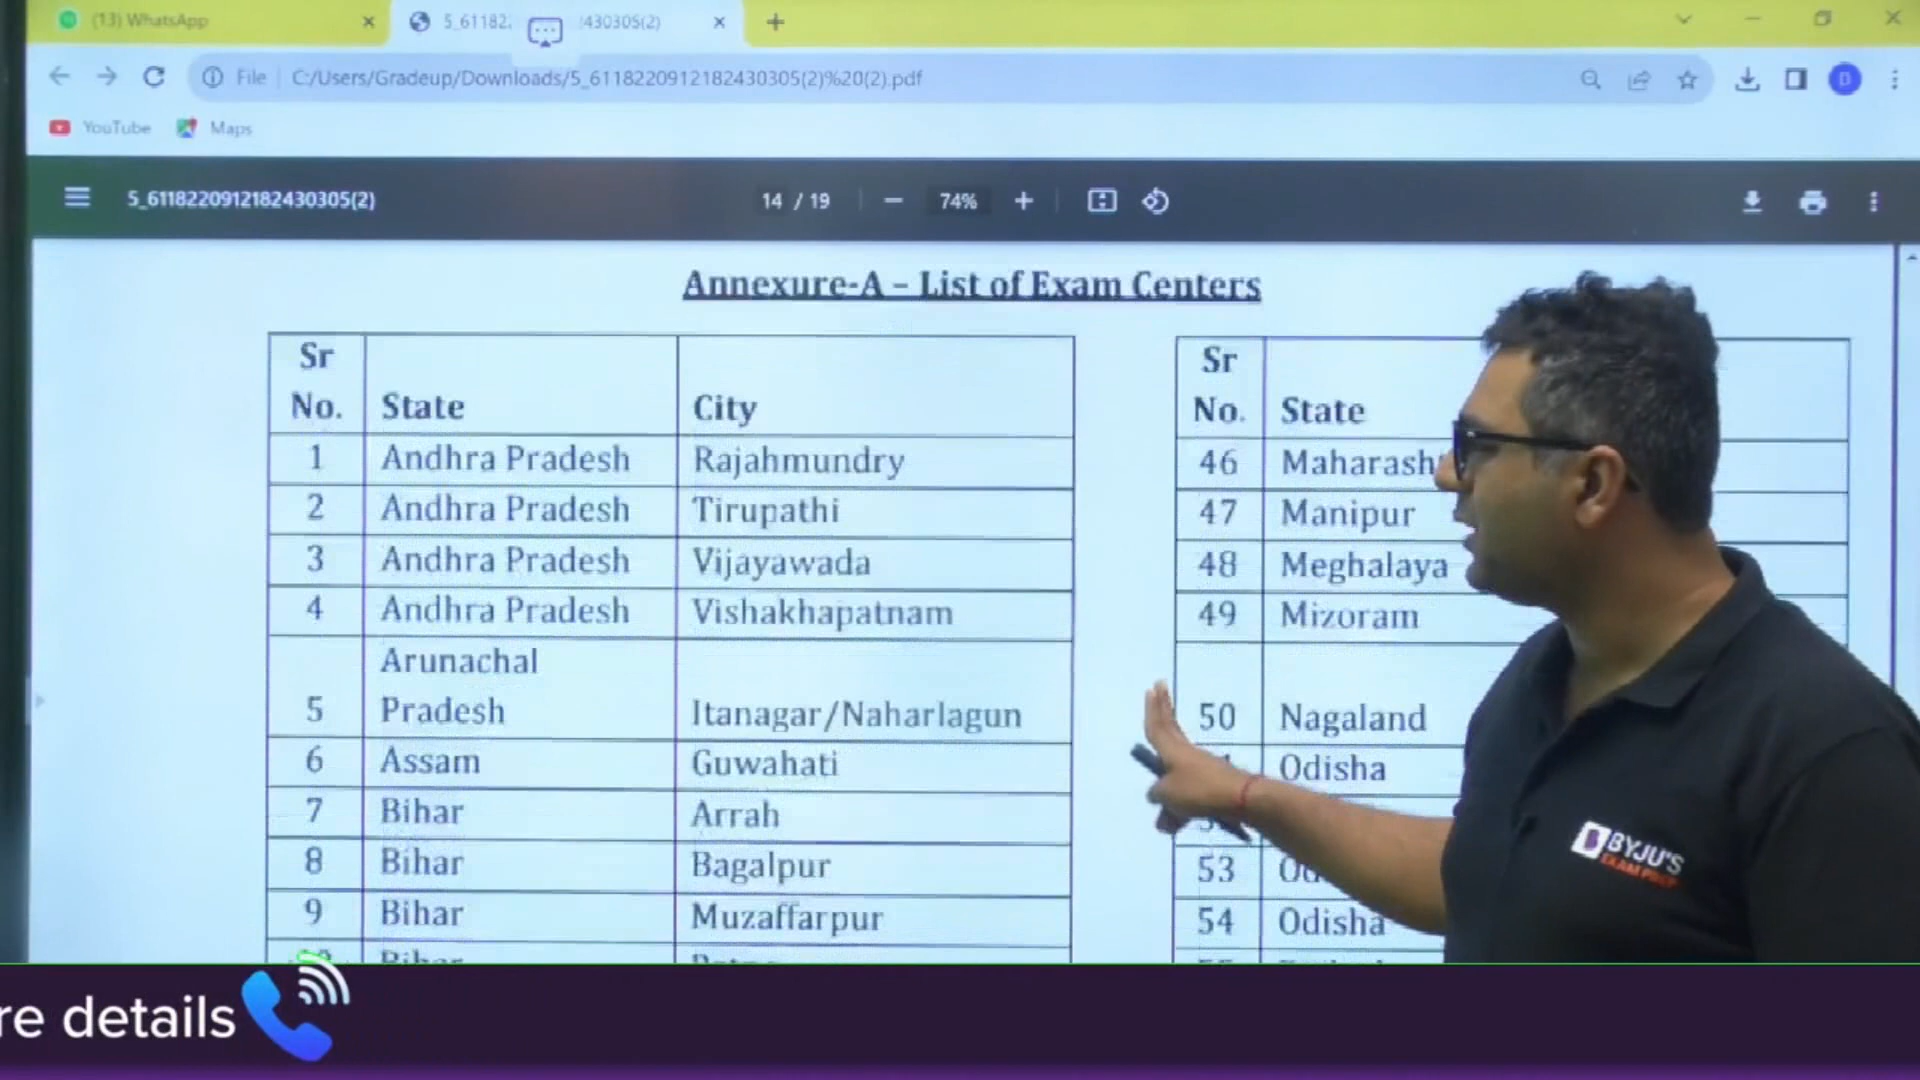 (13) WhatsApp
5_61182
430305(2)
File
C:/Users/Gradeup/Downloads/5_6118220912182430305(2)%20(2).pdf
D
YouTube
Maps
5_6118220912182430305(2)
14 / 19
74%
Annexure-A – List of Exam Centers
Sr No. State City
1 Andhra Pradesh Rajahmundry
2 Andhra Pradesh Tirupathi
3 Andhra Pradesh Vijayawada
4 Andhra Pradesh Vishakhapatnam
5 Arunachal Pradesh Itanagar/Naharlagun
6 Assam Guwahati
7 Bihar Arrah
8 Bihar Bagalpur
9 Bihar Muzaffarpur
Sr No. State
46 Maharash
47 Manipur
48 Meghalaya
49 Mizoram
50 Nagaland
Odisha
53
54 Odisha
BYJU'S
EXAM PREP
re details